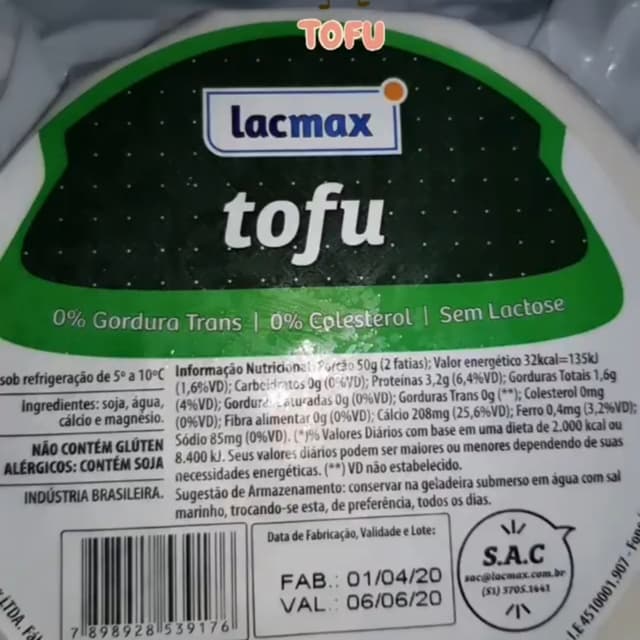 TOFU
lacmax
tofu
0% Gordura Trans | 0% Colesterol | Sem Lactose
sob refrigeração de 5º a 10ºC
Ingredientes: soja, água,
cálcio e magnésio.
NÃO CONTÉM GLÚTEN
ALÉRGICOS: CONTÉM SOJA
INDÚSTRIA BRASILEIRA.
Informação Nutricional: Porção 50g (2 fatias); Valor energético 32kcal=135kJ
(1,6%VD); Carboidratos 0g (0%VD); Proteínas 3,2g (6,4%VD); Gorduras Totais 1,6g
(4%VD); Gorduras Saturadas 0g (0%VD); Gorduras Trans 0g (**); Colesterol 0mg
(0%VD); Fibra alimentar 0g (0%VD); Cálcio 208mg (25,6%VD); Ferro 0,4mg (3,2%VD);
Sódio 85mg (0%VD). (*)% Valores Diários com base em uma dieta de 2.000 kcal ou
8.400 kJ. Seus valores diários podem ser maiores ou menores dependendo de suas
necessidades energéticas. (**) VD não estabelecido.
Sugestão de Armazenamento: conservar na geladeira submerso em água com sal
marinho, trocando-se esta, de preferência, todos os dias.
7 898928 539176
Data de Fabricação, Validade e Lote:
FAB.: 01/04/20
VAL.: 06/06/20
S.A.C
sac@lacmax.com.br
(51) 3705.1441
LTDA.
I.E 4510001.907 - Fone